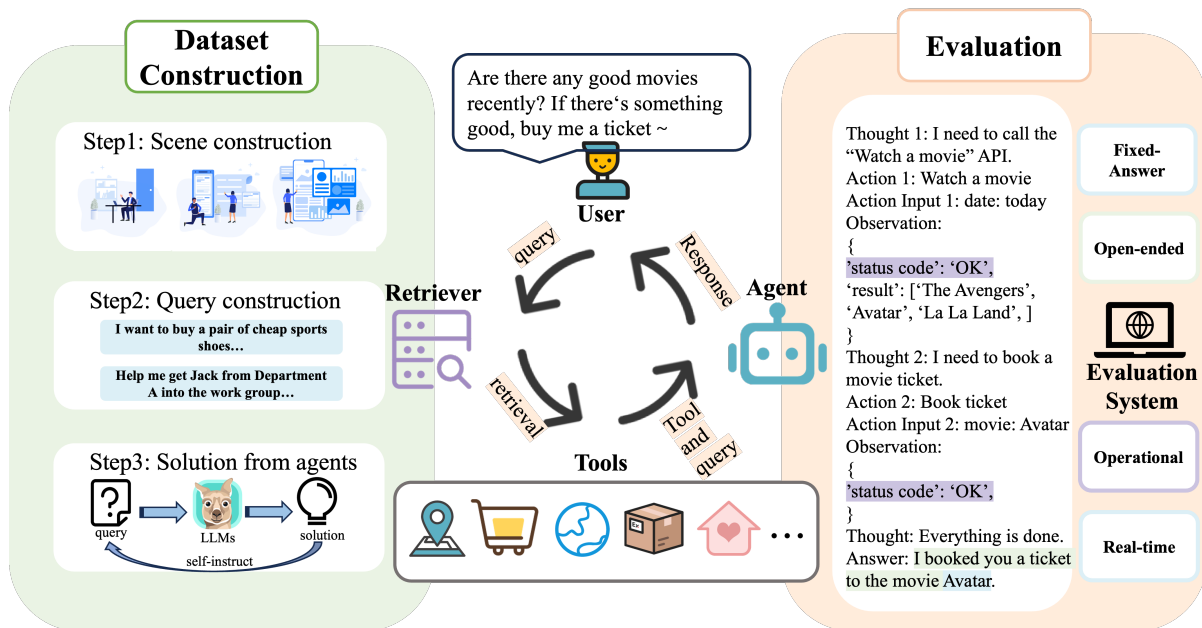 Dataset
Construction
Step1: Scene construction
Step2: Query construction
I want to buy a pair of cheap sports
shoes…
Help me get Jack from Department
A into the work group…
Step3: Solution from agents
query
LLMs
solution
self-instruct
Are there any good movies
recently? If there‘s something
good, buy me a ticket ~
User
query
Response
Retriever
Agent
retrieval
Tool
and
query
Tools
Ex
Evaluation
Thought 1: I need to call the
“Watch a movie” API.
Action 1: Watch a movie
Action Input 1: date: today
Observation:
{
’status code’: ‘OK’,
‘result’: [‘The Avengers’,
‘Avatar’, ‘La La Land’, ]
}
Thought 2: I need to book a
movie ticket.
Action 2: Book ticket
Action Input 2: movie: Avatar
Observation:
{
’status code’: ‘OK’,
}
Thought: Everything is done.
Answer: I booked you a ticket
to the movie Avatar.
Fixed-
Answer
Open-ended
Evaluation
System
Operational
Real-time